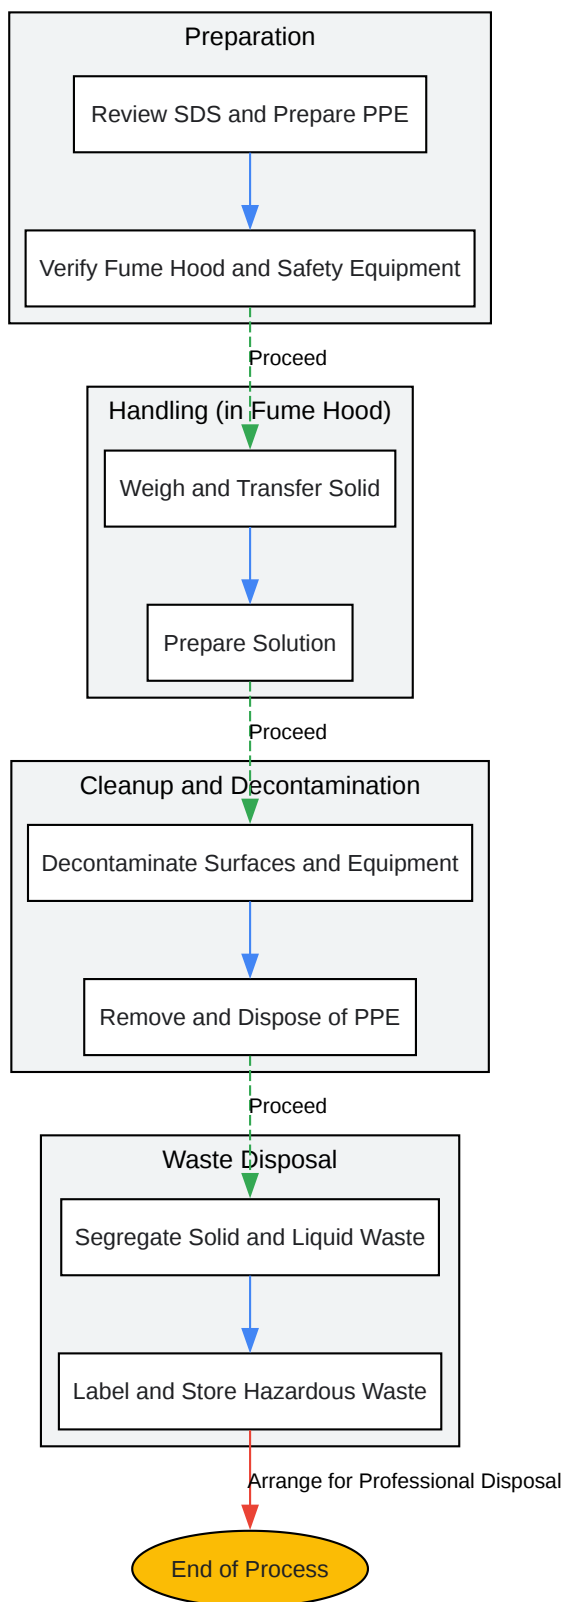 Preparation
Review SDS and Prepare PPE
Verify Fume Hood and Safety Equipment
Proceed
Handling (in Fume Hood)
Weigh and Transfer Solid
Prepare Solution
Proceed
Cleanup and Decontamination
Decontaminate Surfaces and Equipment
Remove and Dispose of PPE
Proceed
Waste Disposal
Segregate Solid and Liquid Waste
Label and Store Hazardous Waste
Arrange for Professional Disposal
End of Process